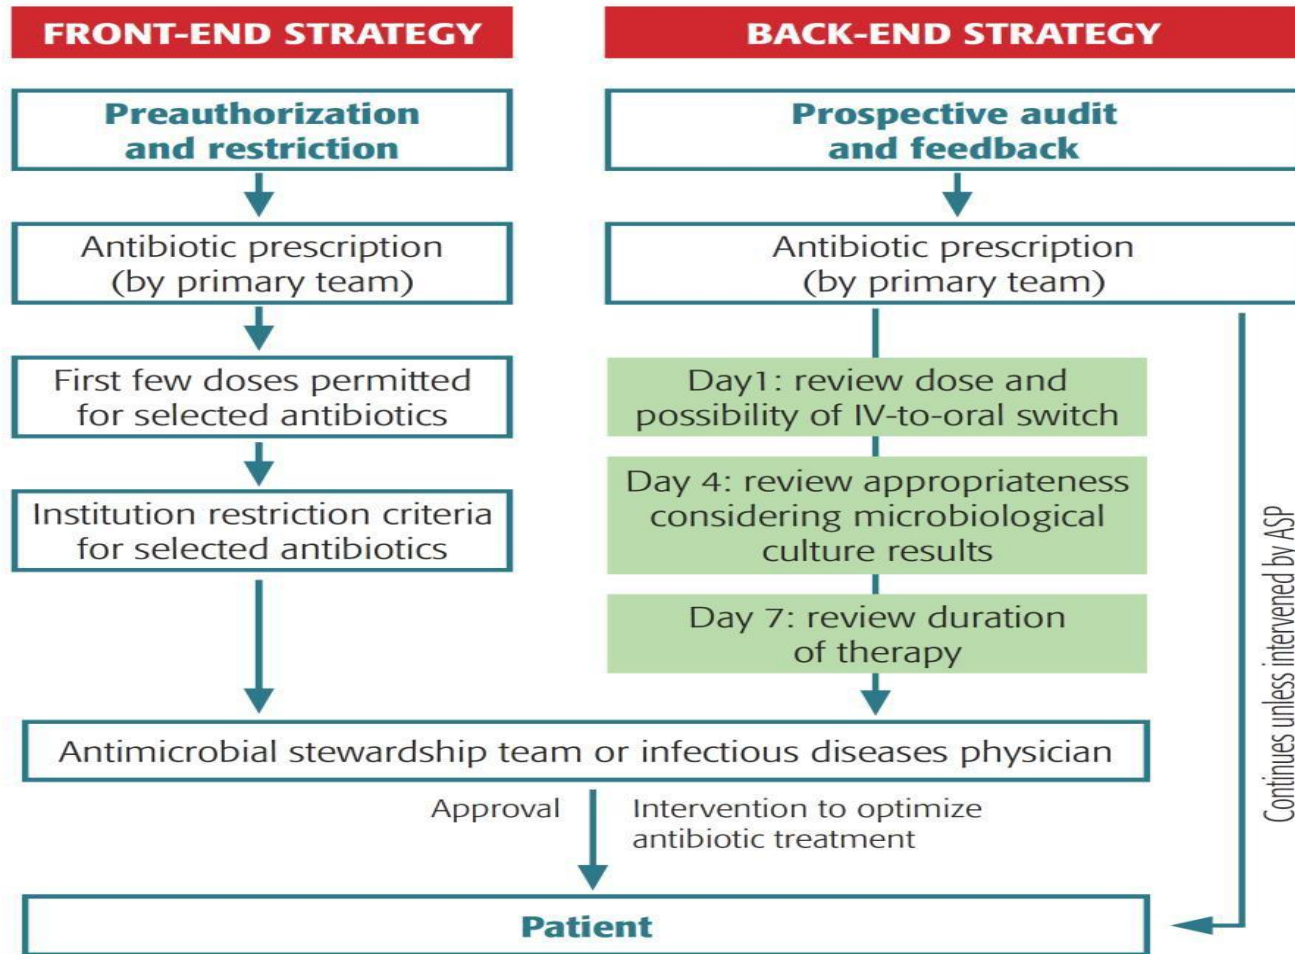 FRONT-END STRATEGY
Preauthorization
and restriction
Antibiotic prescription
(by primary team)
First few doses permitted
for selected antibiotics
Institution restriction criteria
for selected antibiotics
BACK-END STRATEGY
Prospective audit
and feedback
Antibiotic prescription
(by primary team)
Day1: review dose and
possibility of IV-to-oral switch
Day 4: review appropriateness
considering microbiological
culture results
Day 7: review duration
of therapy
Continues unless intervened by ASP
Antimicrobial stewardship team or infectious diseases physician
Approval
Intervention to optimize
antibiotic treatment
Patient